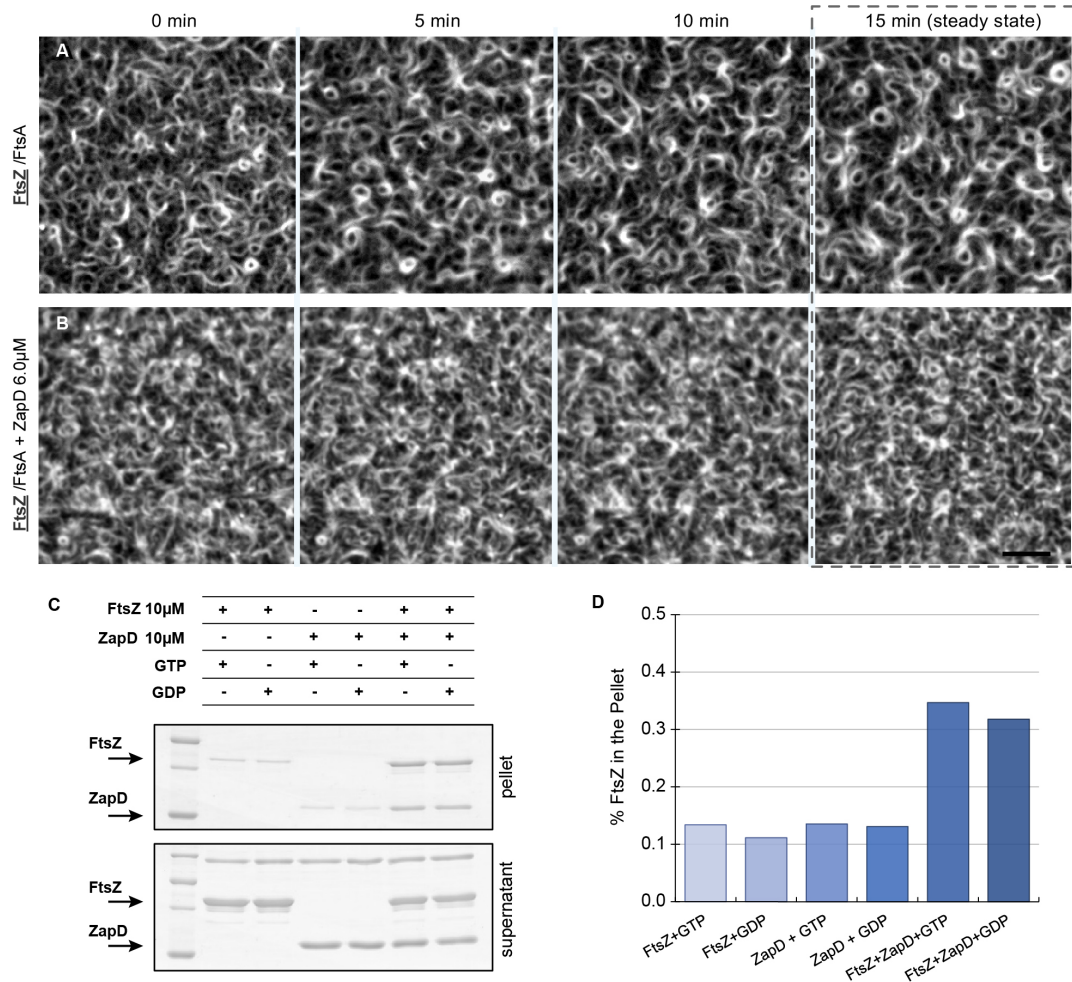 0 min 5 min 10 min 15 min (steady state)
A
FtsZ /FtsA
B
FtsZ /FtsA + ZapD 6.0µM
C
FtsZ 10µM + + - - + +
ZapD 10µM - - + + + +
GTP + - + - + -
GDP - + - + - +
FtsZ
ZapD
pellet
FtsZ
ZapD
supernatant
D
% FtsZ in the Pellet
0.5
0.4
0.3
0.2
0.1
0.0
FtsZ+GTP
FtsZ+GDP
ZapD + GTP
ZapD + GDP
FtsZ+ZapD+GTP
FtsZ+ZapD+GDP